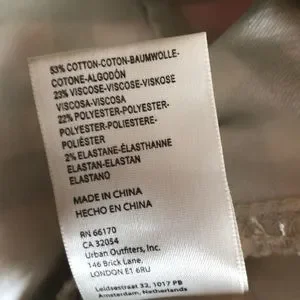 53% COTTON-COTON-BAUMWOLLE-
COTONE-ALGODÓN
23% VISCOSE-VISCOSE-VISKOSE
VISCOSA-VISCOSA
22% POLYESTER-POLYESTER-
POLYESTER-POLIESTERE-
POLIÉSTER
2% ELASTANE-ÉLASTHANNE
ELASTAN-ELASTAN
ELASTANO
MADE IN CHINA
HECHO EN CHINA
RN 66170
CA 32054
Urban Outfitters, Inc.
146 Brick Lane,
LONDON E1 6RU
Leidsestraat 32, 1017 PB
Amsterdam, Netherlands